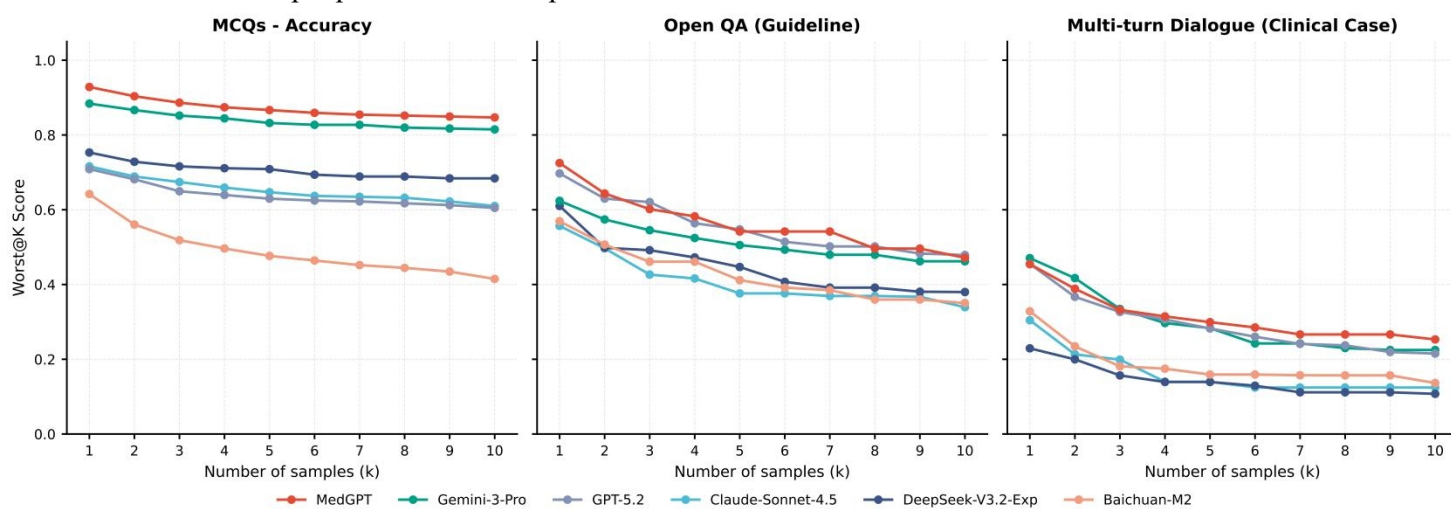 MCQs - Accuracy
Open QA (Guideline)
Multi-turn Dialogue (Clinical Case)
Worst@K Score
1.0
0.8
0.6
0.4
0.2
0.0
1 2 3 4 5 6 7 8 9 10
1 2 3 4 5 6 7 8 9 10
1 2 3 4 5 6 7 8 9 10
Number of samples (k)
Number of samples (k)
Number of samples (k)
MedGPT Gemini-3-Pro GPT-5.2 Claude-Sonnet-4.5 DeepSeek-V3.2-Exp Baichuan-M2